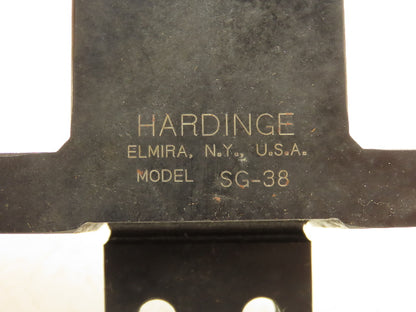 HARDINGE
ELMIRA, N.Y., U.S.A.
MODEL SG-38